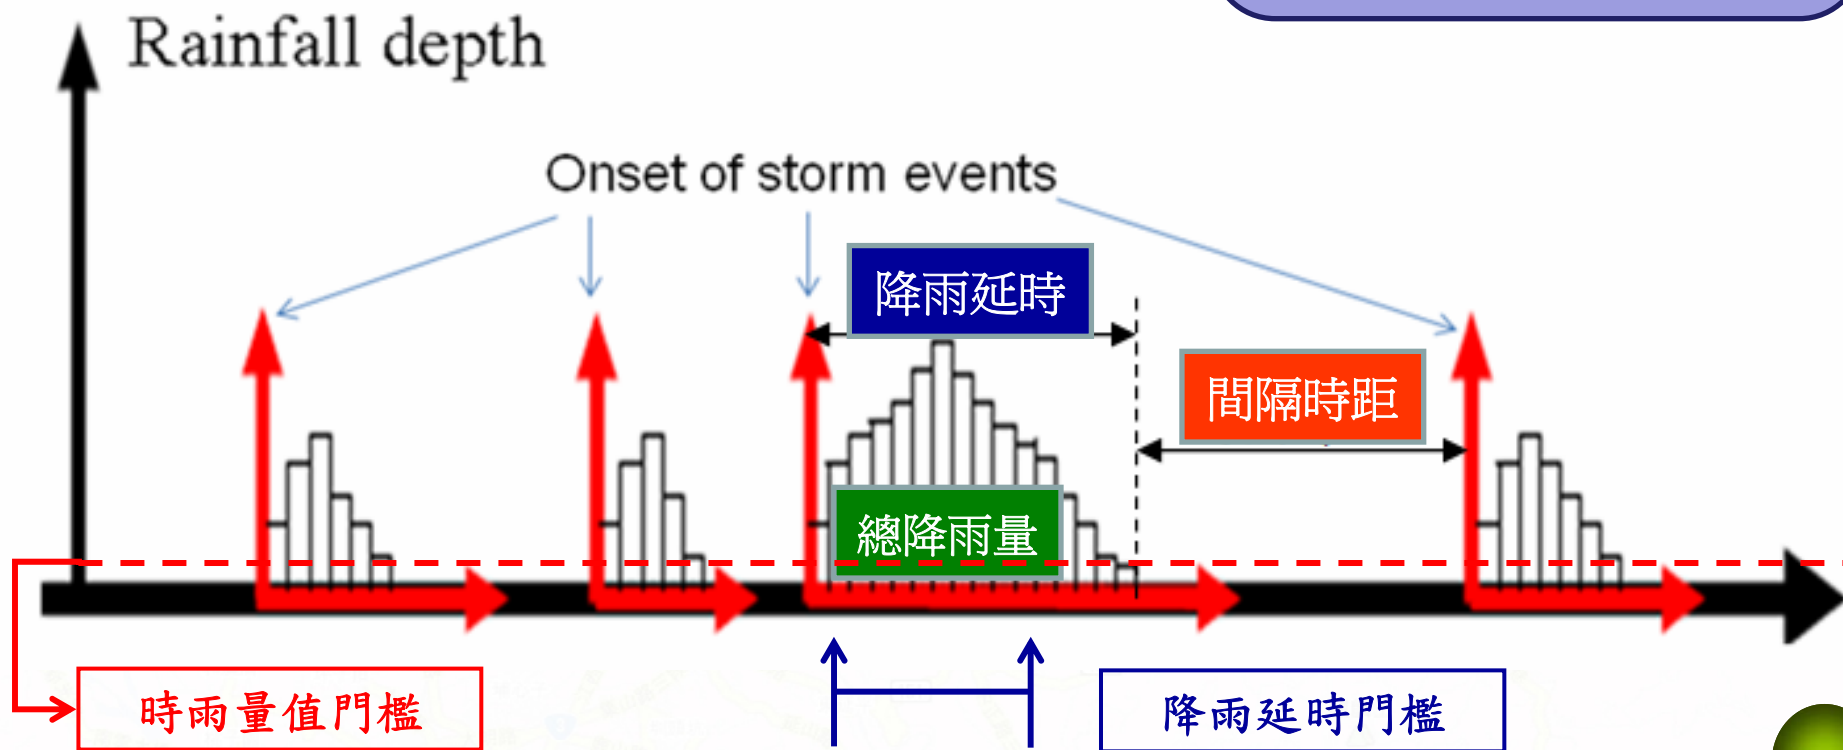 Rainfall depth
Onset of storm events
降雨延時
間隔時距
總降雨量
時雨量值門檻
降雨延時門檻